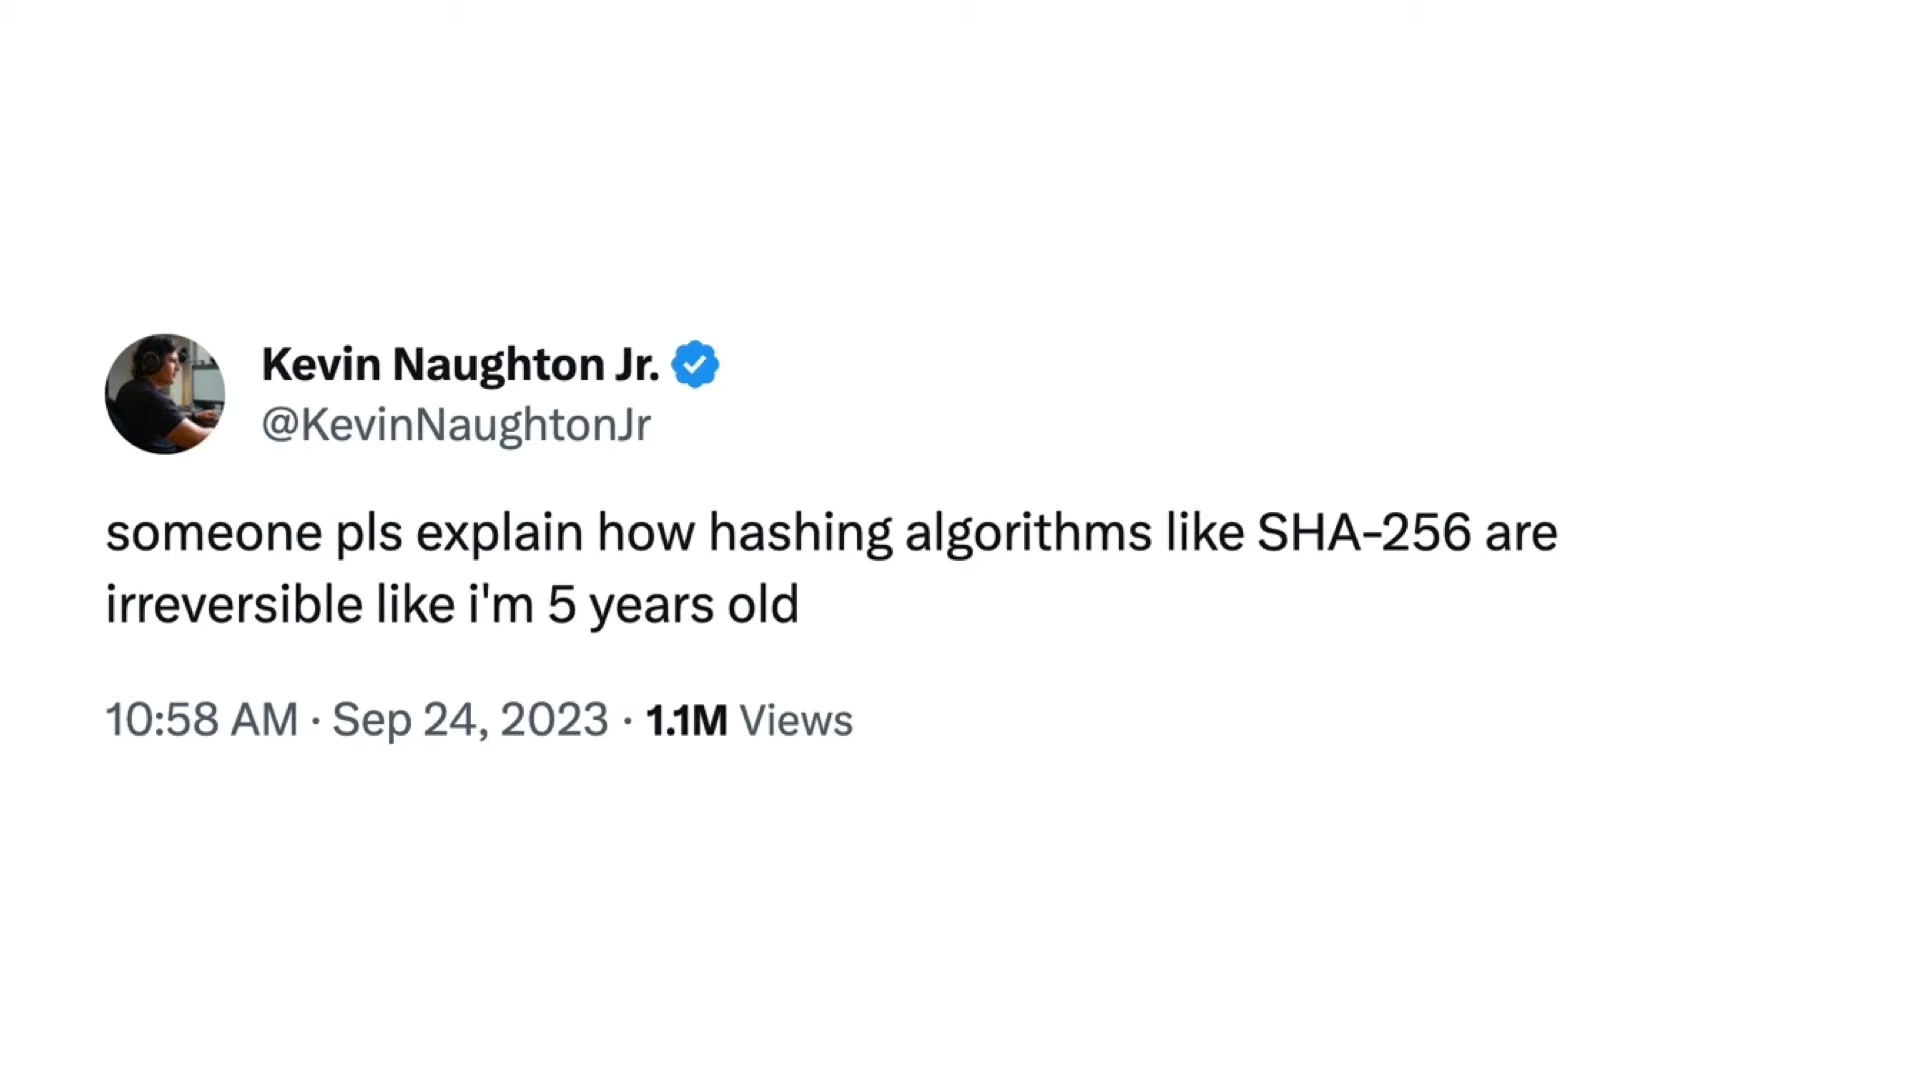 Kevin Naughton Jr.
@KevinNaughtonJr
someone pls explain how hashing algorithms like SHA-256 are
irreversible like i'm 5 years old
10:58 AM · Sep 24, 2023 · 1.1M Views